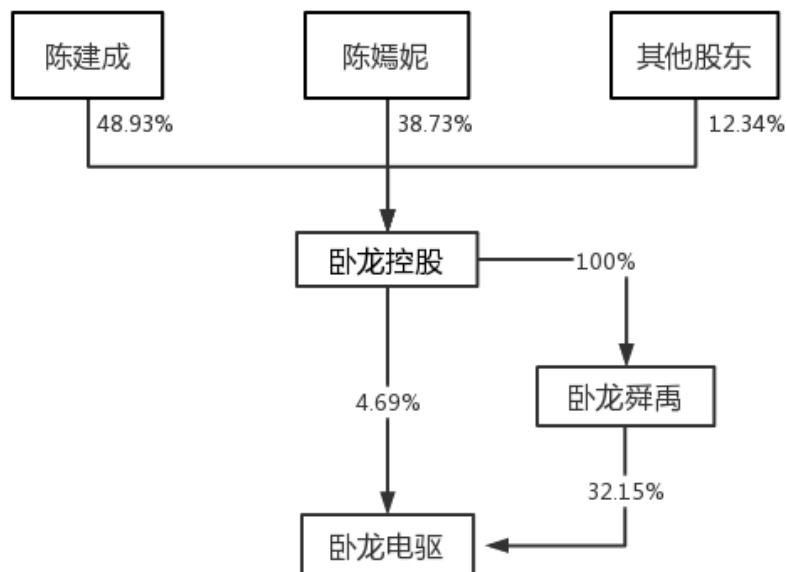 陈建成
陈嫣妮
其他股东
48.93%
38.73%
12.34%
卧龙控股
100%
卧龙舜禹
4.69%
32.15%
卧龙电驱